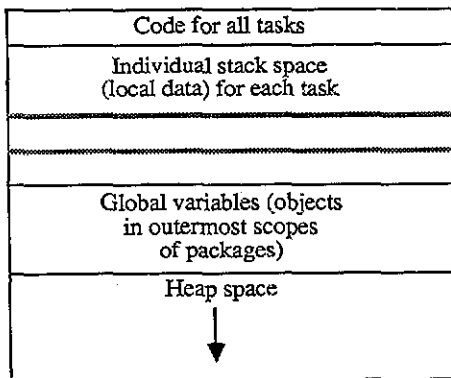 Code for all tasks
Individual stack space
(local data) for each task
Global variables (objects
in outermost scopes
of packages)
Heap space